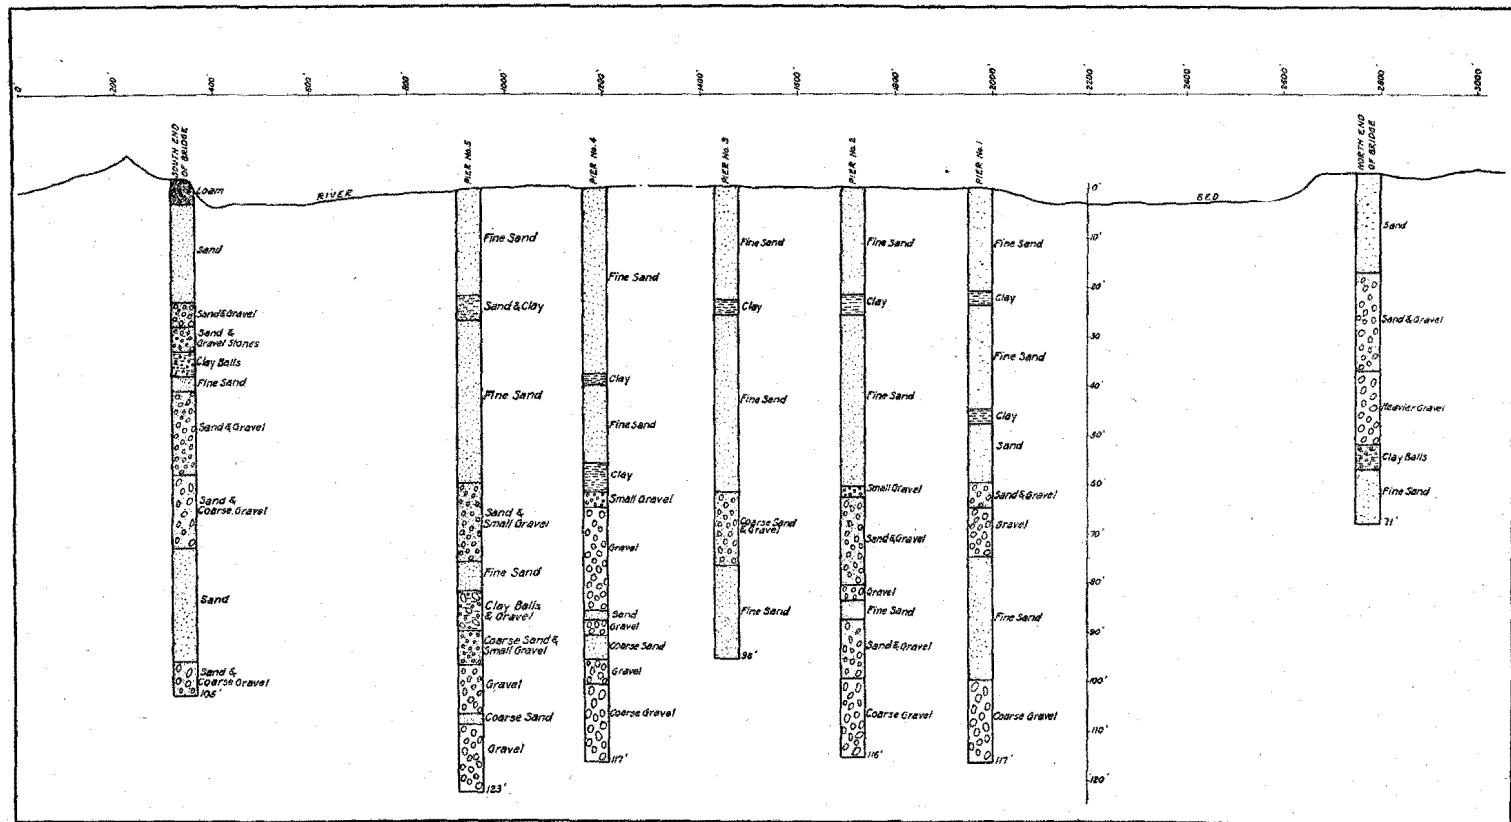 0'
200'
400'
600'
800'
1000'
1200'
1400'
1600'
1800'
2000'
2200'
2400'
2600'
2800'
3000'
SOUTH END
OF BRIDGE
PIER No.5
PIER No.4
PIER No.3
PIER No.2
PIER No.1
NORTH END
OF BRIDGE
RIVER
BED
Loam
Sand
Sand & Gravel
Sand &
Gravel Stones
Clay Balls
Fine Sand
Sand & Gravel
Sand &
Coarse Gravel
Sand
Sand &
Coarse Gravel
Fine Sand
Sand & Clay
Fine Sand
Sand &
Small Gravel
Fine Sand
Clay Balls
& Gravel
Coarse Sand &
Small Gravel
Gravel
Coarse Sand
Gravel
123'
Fine Sand
Clay
Fine Sand
Clay
Small Gravel
Gravel
Sand
Gravel
Coarse Sand
Gravel
Coarse Gravel
117'
Fine Sand
Clay
Fine Sand
Coarse Sand
& Gravel
Fine Sand
Fine Sand
Clay
Fine Sand
Small Gravel
Sand & Gravel
Gravel
Fine Sand
Sand & Gravel
Coarse Gravel
116'
Fine Sand
Clay
Fine Sand
Clay
Sand
Sand & Gravel
Gravel
Fine Sand
Coarse Gravel
117'
0'
10'
20'
30'
40'
50'
60'
70'
80'
90'
100'
110'
120'
Sand
Sand & Gravel
Heavier Gravel
Clay Balls
Fine Sand
71'